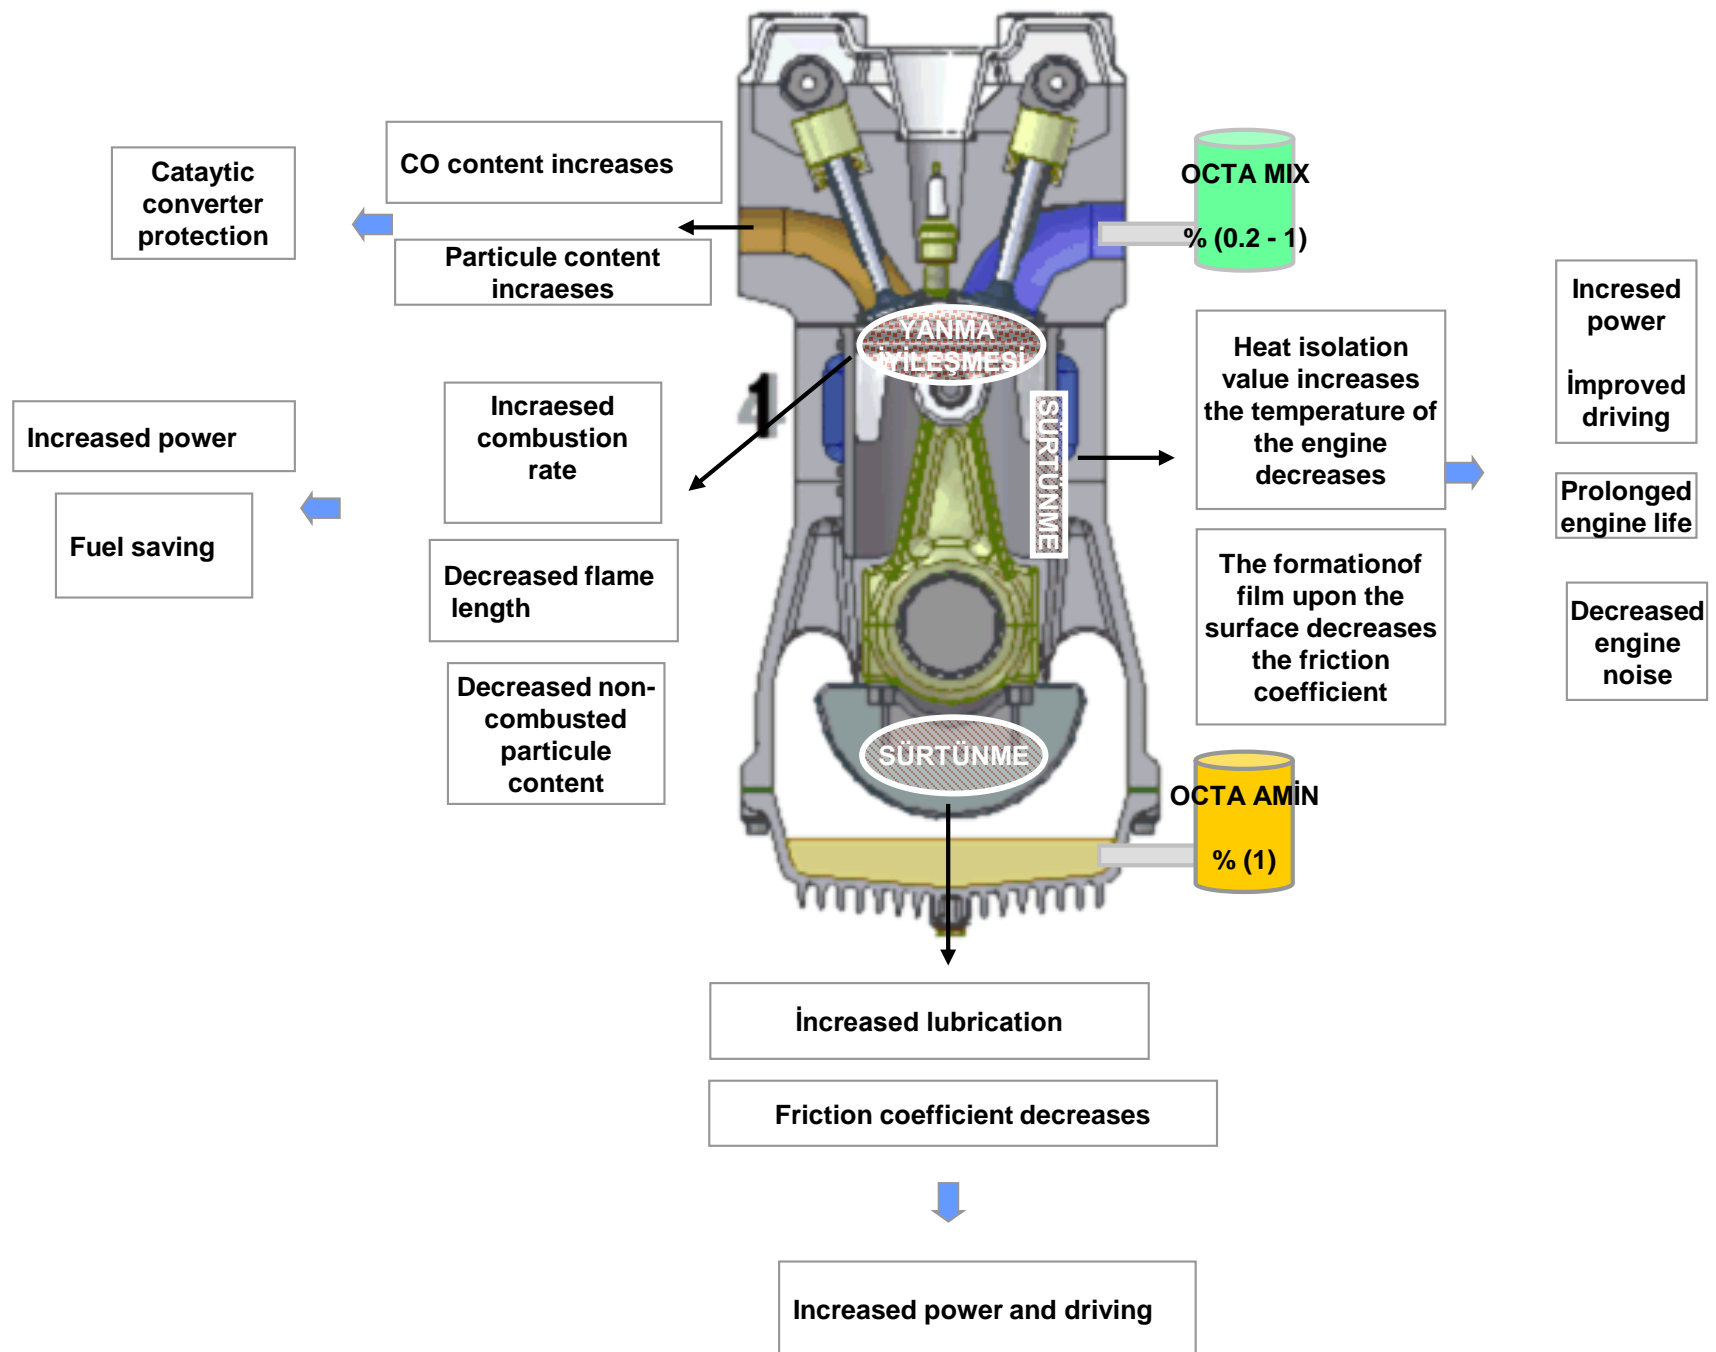 CO content increases
Cataytic
converter
protection
Particule content
incraeses
OCTA MIX
% (0.2 - 1)
YANMA
İYİLEŞMESİ
SÜRTÜNME
1
Incraesed
combustion
rate
Increased power
Fuel saving
Decreased flame
length
Decreased non-
combusted
particule
content
Heat isolation
value increases
the temperature of
the engine
decreases
The formationof
film upon the
surface decreases
the friction
coefficient
Incresed
power
İmproved
driving
Prolonged
engine life
Decreased
engine
noise
SÜRTÜNME
OCTA AMİN
% (1)
İncreased lubrication
Friction coefficient decreases
Increased power and driving